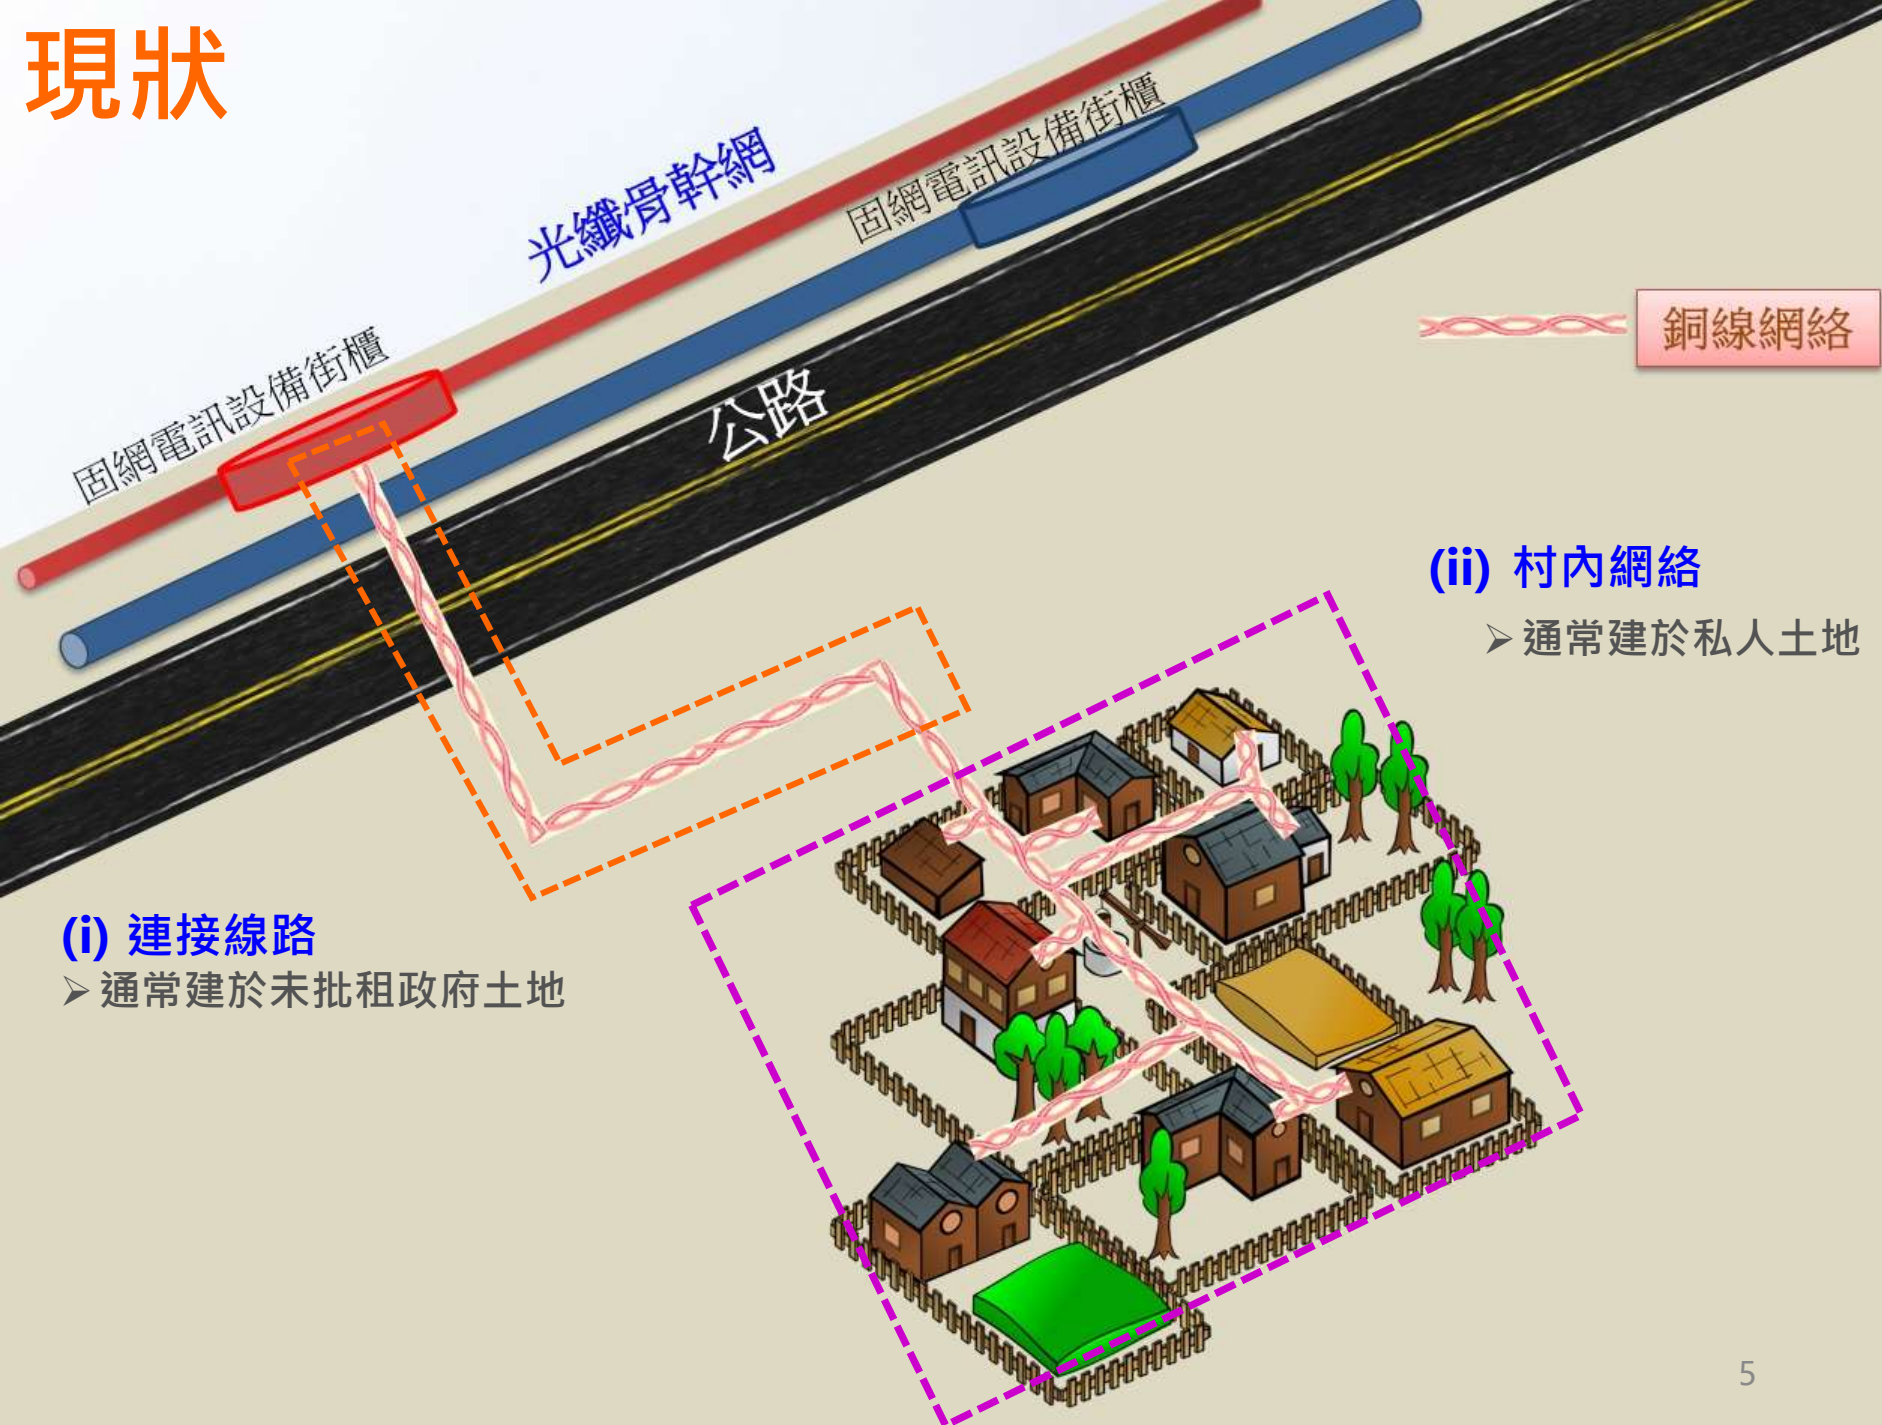 現狀
光纖骨幹網
固網電訊設備街櫃
固網電訊設備街櫃
公路
銅線網絡
(ii) 村內網絡
➢ 通常建於私人土地
(i) 連接線路
➢ 通常建於未批租政府土地
5